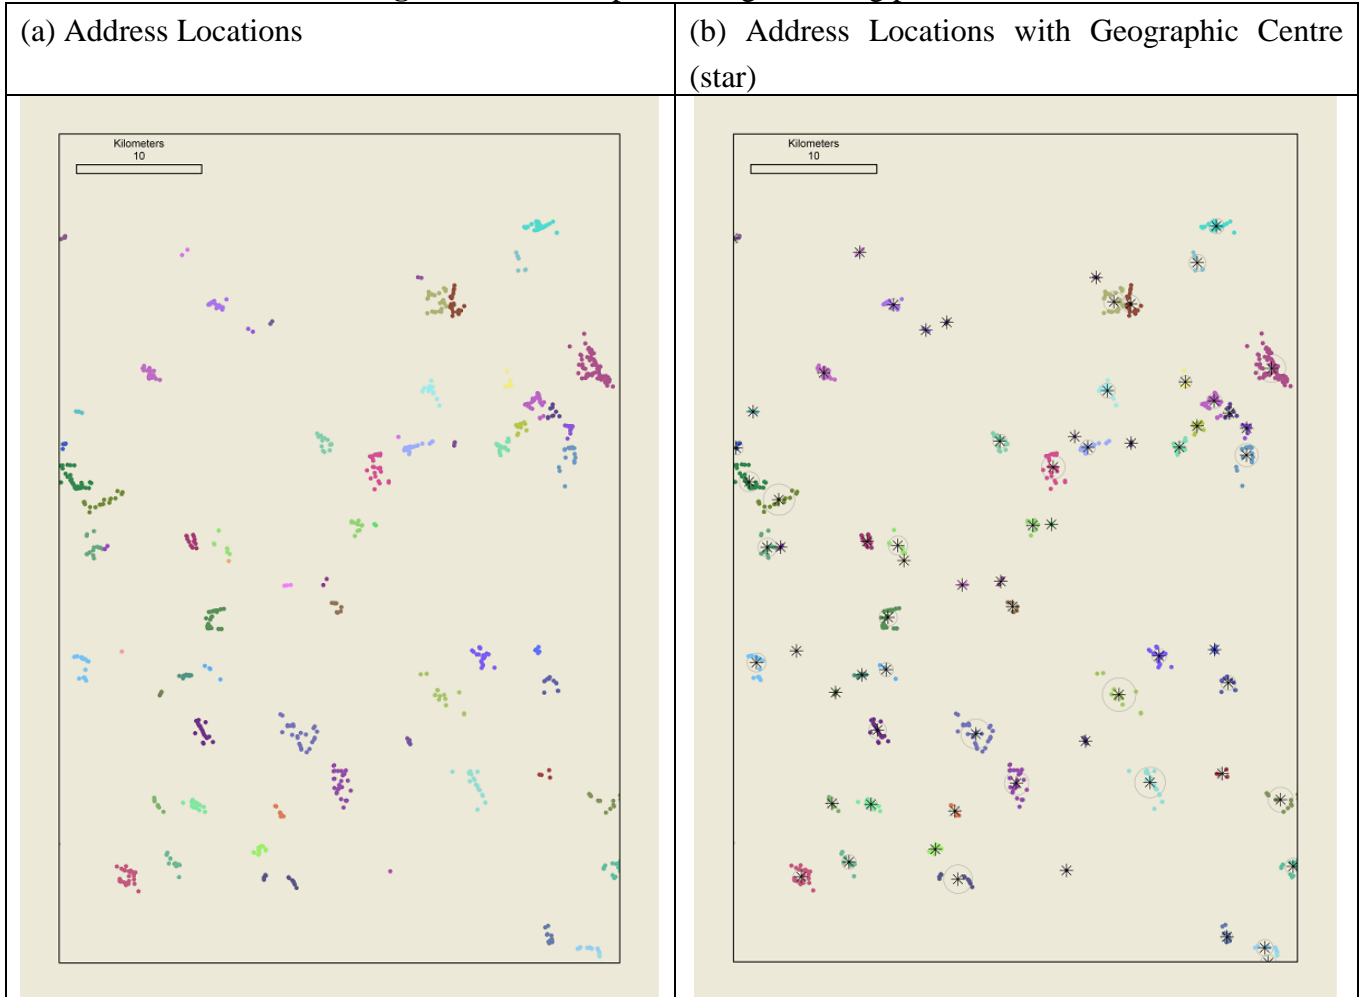 (a) Address Locations
(b) Address Locations with Geographic Centre
(star)
Kilometers
10
Kilometers
10